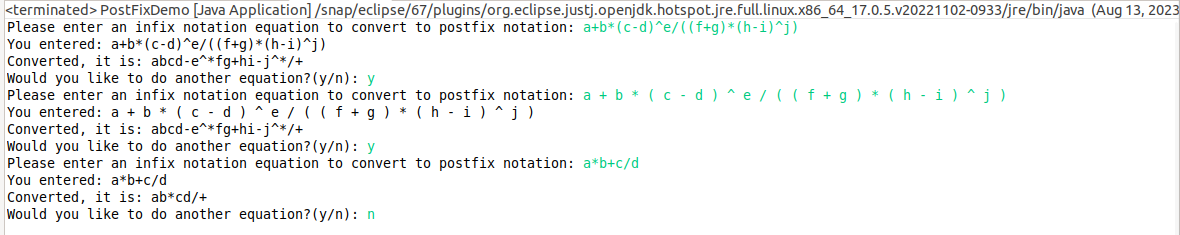 <terminated> PostFixDemo [Java Application] /snap/eclipse/67/plugins/org.eclipse.justj.openjdk.hotspot.jre.full.linux.x86_64_17.0.5.v20221102-0933/jre/bin/java (Aug 13, 2023
Please enter an infix notation equation to convert to postfix notation: a+b*(c-d)^e/((f+g)*(h-i)^j)
You entered: a+b*(c-d)^e/((f+g)*(h-i)^j)
Converted, it is: abcd-e^*fg+hi-j^*/+
Would you like to do another equation?(y/n): y
Please enter an infix notation equation to convert to postfix notation: a + b * ( c - d ) ^ e / ( ( f + g ) * ( h - i ) ^ j )
You entered: a + b * ( c - d ) ^ e / ( ( f + g ) * ( h - i ) ^ j )
Converted, it is: abcd-e^*fg+hi-j^*/+
Would you like to do another equation?(y/n): y
Please enter an infix notation equation to convert to postfix notation: a*b+c/d
You entered: a*b+c/d
Converted, it is: ab*cd/+
Would you like to do another equation?(y/n): n